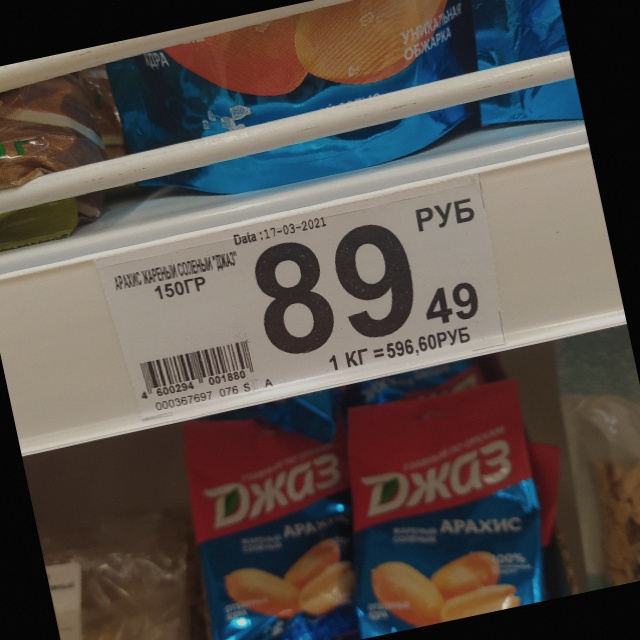 УНИКАЛЬНАЯ
ОБЖАРКА
Data :17-03-2021
РУБ
АРАХИС ЖАРЕНЫЙ СОЛЕНЫЙ "ДЖАЗ"
150ГР
89
49
1 КГ =596,60РУБ
4 600294 001880
000367697 076 S A
Джаз
АРАХИС
Джаз
АРАХИС